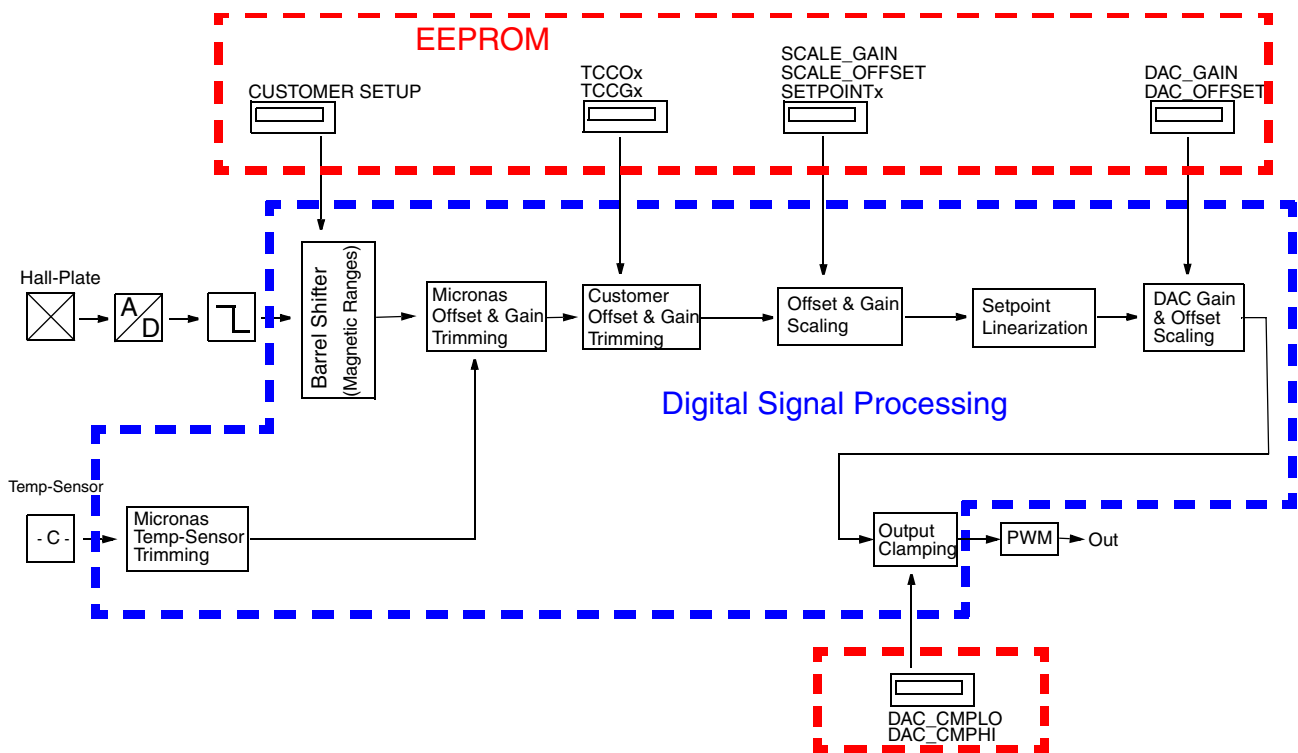 EEPROM
CUSTOMER SETUP
TCCOx
TCCGx
SCALE_GAIN
SCALE_OFFSET
SETPOINTx
DAC_GAIN
DAC_OFFSET
Hall-Plate
A
D
Barrel Shifter
(Magnetic Ranges)
Micronas
Offset & Gain
Trimming
Customer
Offset & Gain
Trimming
Offset & Gain
Scaling
Setpoint
Linearization
DAC Gain
& Offset
Scaling
Digital Signal Processing
Temp-Sensor
- C -
Micronas
Temp-Sensor
Trimming
Output
Clamping
PWM
Out
DAC_CMPLO
DAC_CMPHI